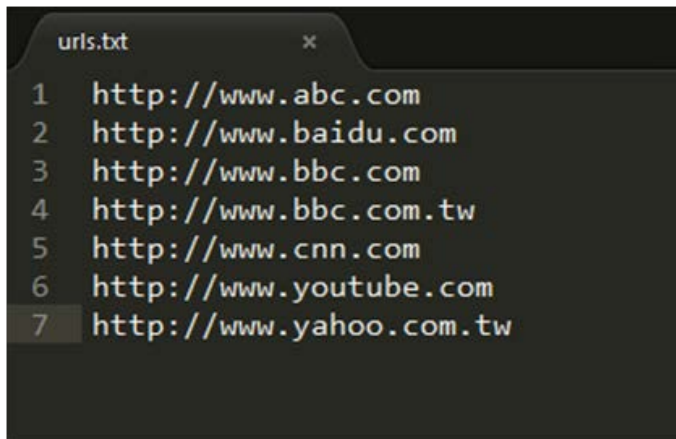 urls.txt ×
1 http://www.abc.com
2 http://www.baidu.com
3 http://www.bbc.com
4 http://www.bbc.com.tw
5 http://www.cnn.com
6 http://www.youtube.com
7 http://www.yahoo.com.tw